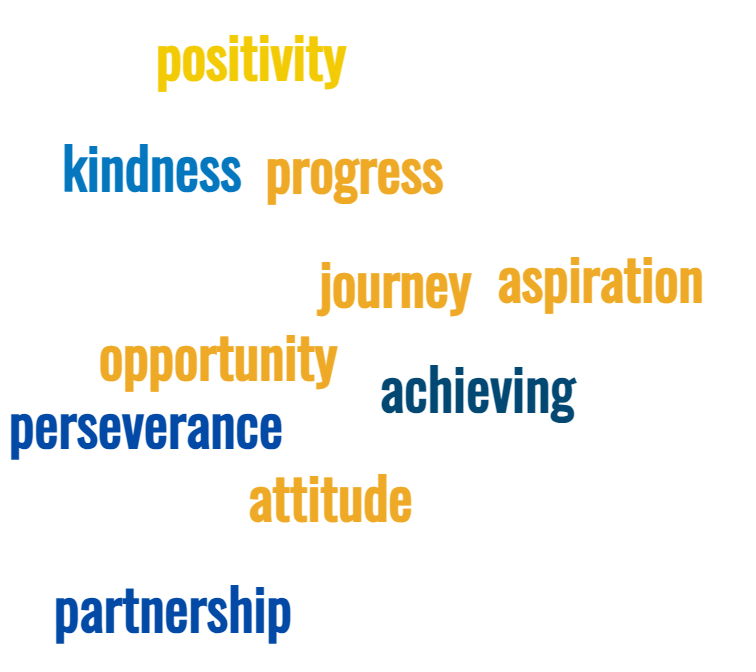 positivity
kindness progress
journey aspiration
opportunity
achieving
perseverance
attitude
partnership